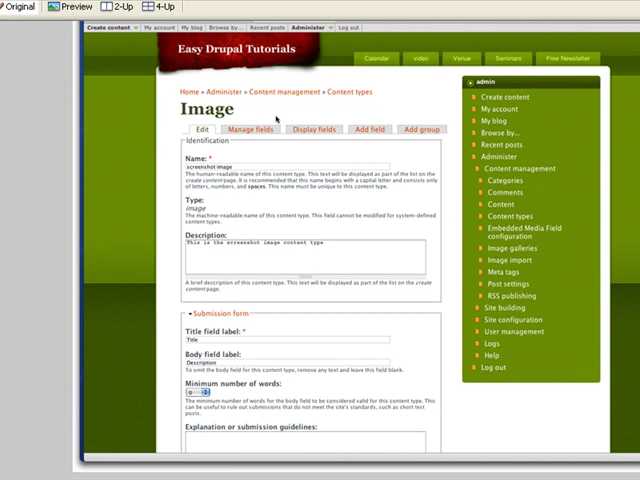 Original Preview 2-Up 4-Up
Create content My account My blog Browse by... Recent posts Administer Log out
Easy Drupal Tutorials
Calendar video Venue Seminars Free Newsletter
Home » Administer » Content management » Content types
Image
Edit Manage fields Display fields Add field Add group
Identification
Name: *
screenshot image
The human-readable name of this content type. This text will be displayed as part of the list on the
create content page. It is recommended that this name begins with a capital letter and consists only
of letters, numbers, and spaces. This name must be unique to this content type.
Type:
image
The machine-readable name of this content type. This field cannot be modified for system-defined
content types.
Description:
This is the screenshot image content type
A brief description of this content type. This text will be displayed as part of the list on the create
content page.
Submission form
Title field label: *
Title
Body field label:
Description
To omit the body field for this content type, remove any text and leave this field blank.
Minimum number of words:
0
The minimum number of words for the body field to be considered valid for this content type. This
can be useful to rule out submissions that do not meet the site's standards, such as short test
posts.
Explanation or submission guidelines:
admin
Create content
My account
My blog
Browse by...
Recent posts
Administer
Content management
Categories
Comments
Content
Content types
Embedded Media Field
configuration
Image galleries
Image import
Meta tags
Post settings
RSS publishing
Site building
Site configuration
User management
Logs
Help
Log out